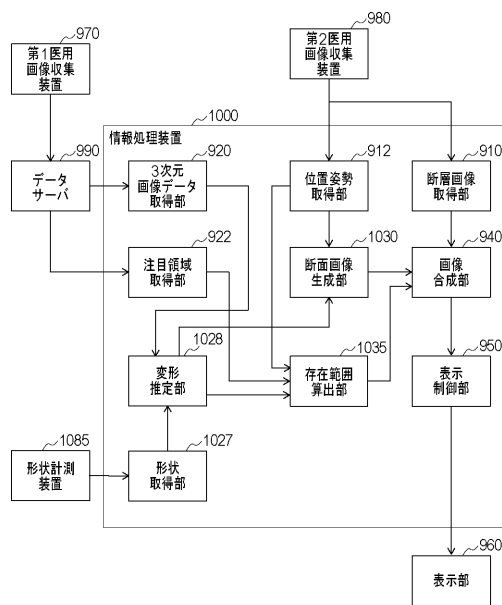 970
第1医用
画像収集
装置
980
第2医用
画像収集
装置
1000
情報処理装置
990
データ
サーバ
920
3次元
画像データ
取得部
912
位置姿勢
取得部
910
断層画像
取得部
922
注目領域
取得部
1030
断面画像
生成部
940
画像
合成部
1028
変形
推定部
1035
存在範囲
算出部
950
表示
制御部
1085
形状計測
装置
1027
形状
取得部
960
表示部